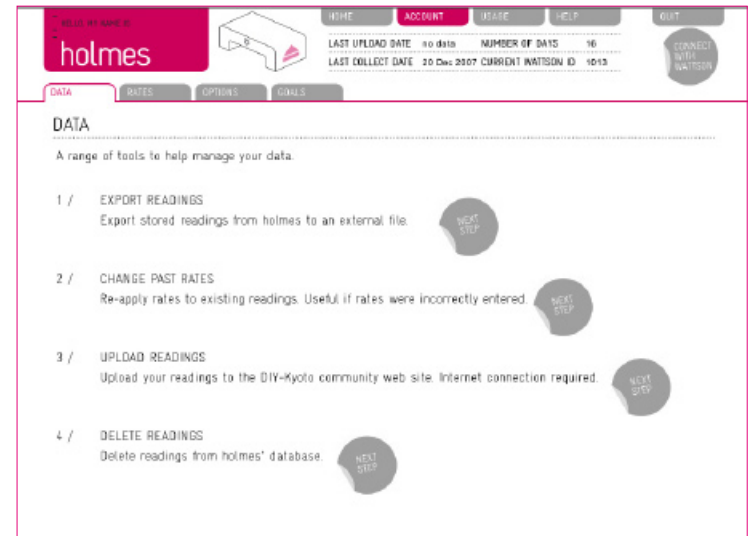 HELLO MY NAME IS
holmes
HOME ACCOUNT USAGE HELP QUIT
LAST UPLOAD DATE no data NUMBER OF DAYS 16
LAST COLLECT DATE 20 Dec 2007 CURRENT WATTSON ID 1013
CONNECT
WITH
WATTSON
DATA RATES OPTIONS GOALS
DATA
A range of tools to help manage your data.
1 / EXPORT READINGS
Export stored readings from holmes to an external file.
NEXT
STEP
2 / CHANGE PAST RATES
Re-apply rates to existing readings. Useful if rates were incorrectly entered.
NEXT
STEP
3 / UPLOAD READINGS
Upload your readings to the DIY-Kyoto community web site. Internet connection required.
NEXT
STEP
4 / DELETE READINGS
Delete readings from holmes' database.
NEXT
STEP